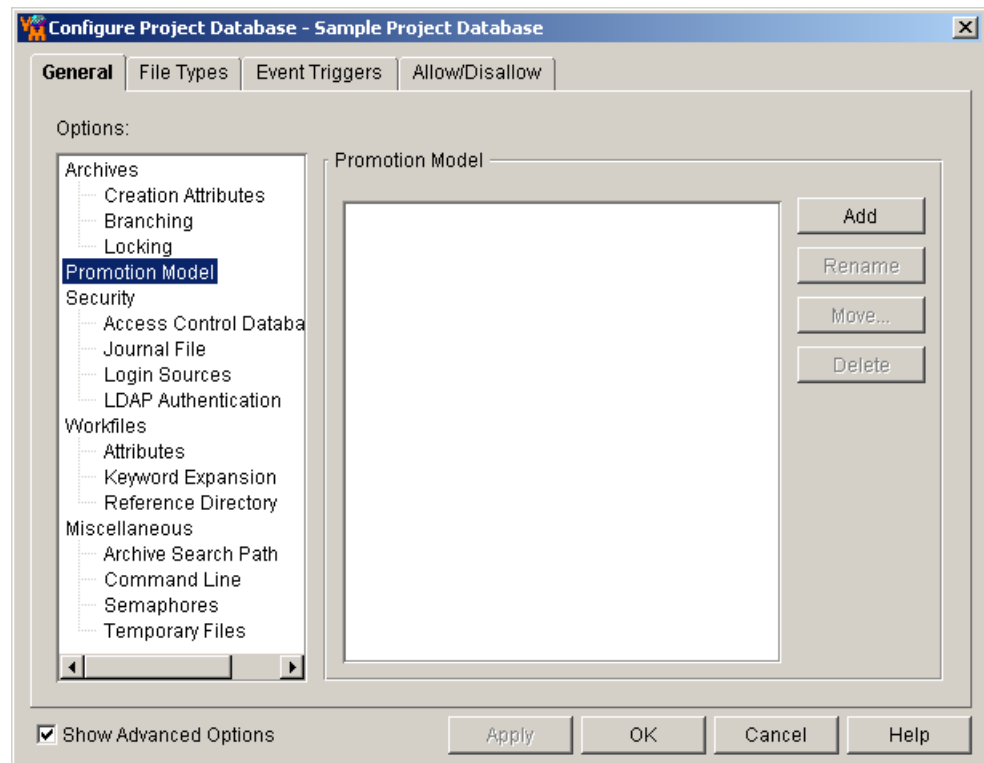 Configure Project Database - Sample Project Database
General File Types Event Triggers Allow/Disallow
Options:
Archives
Creation Attributes
Branching
Locking
Promotion Model
Security
Access Control Databa
Journal File
Login Sources
LDAP Authentication
Workfiles
Attributes
Keyword Expansion
Reference Directory
Miscellaneous
Archive Search Path
Command Line
Semaphores
Temporary Files
Promotion Model
Add
Rename
Move...
Delete
Show Advanced Options
Apply OK Cancel Help